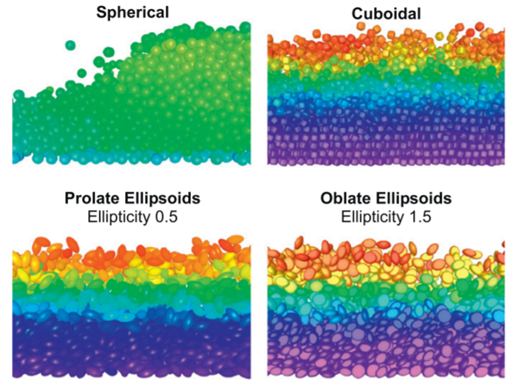 Spherical
Cuboidal
Prolate Ellipsoids
Ellipticity 0.5
Oblate Ellipsoids
Ellipticity 1.5